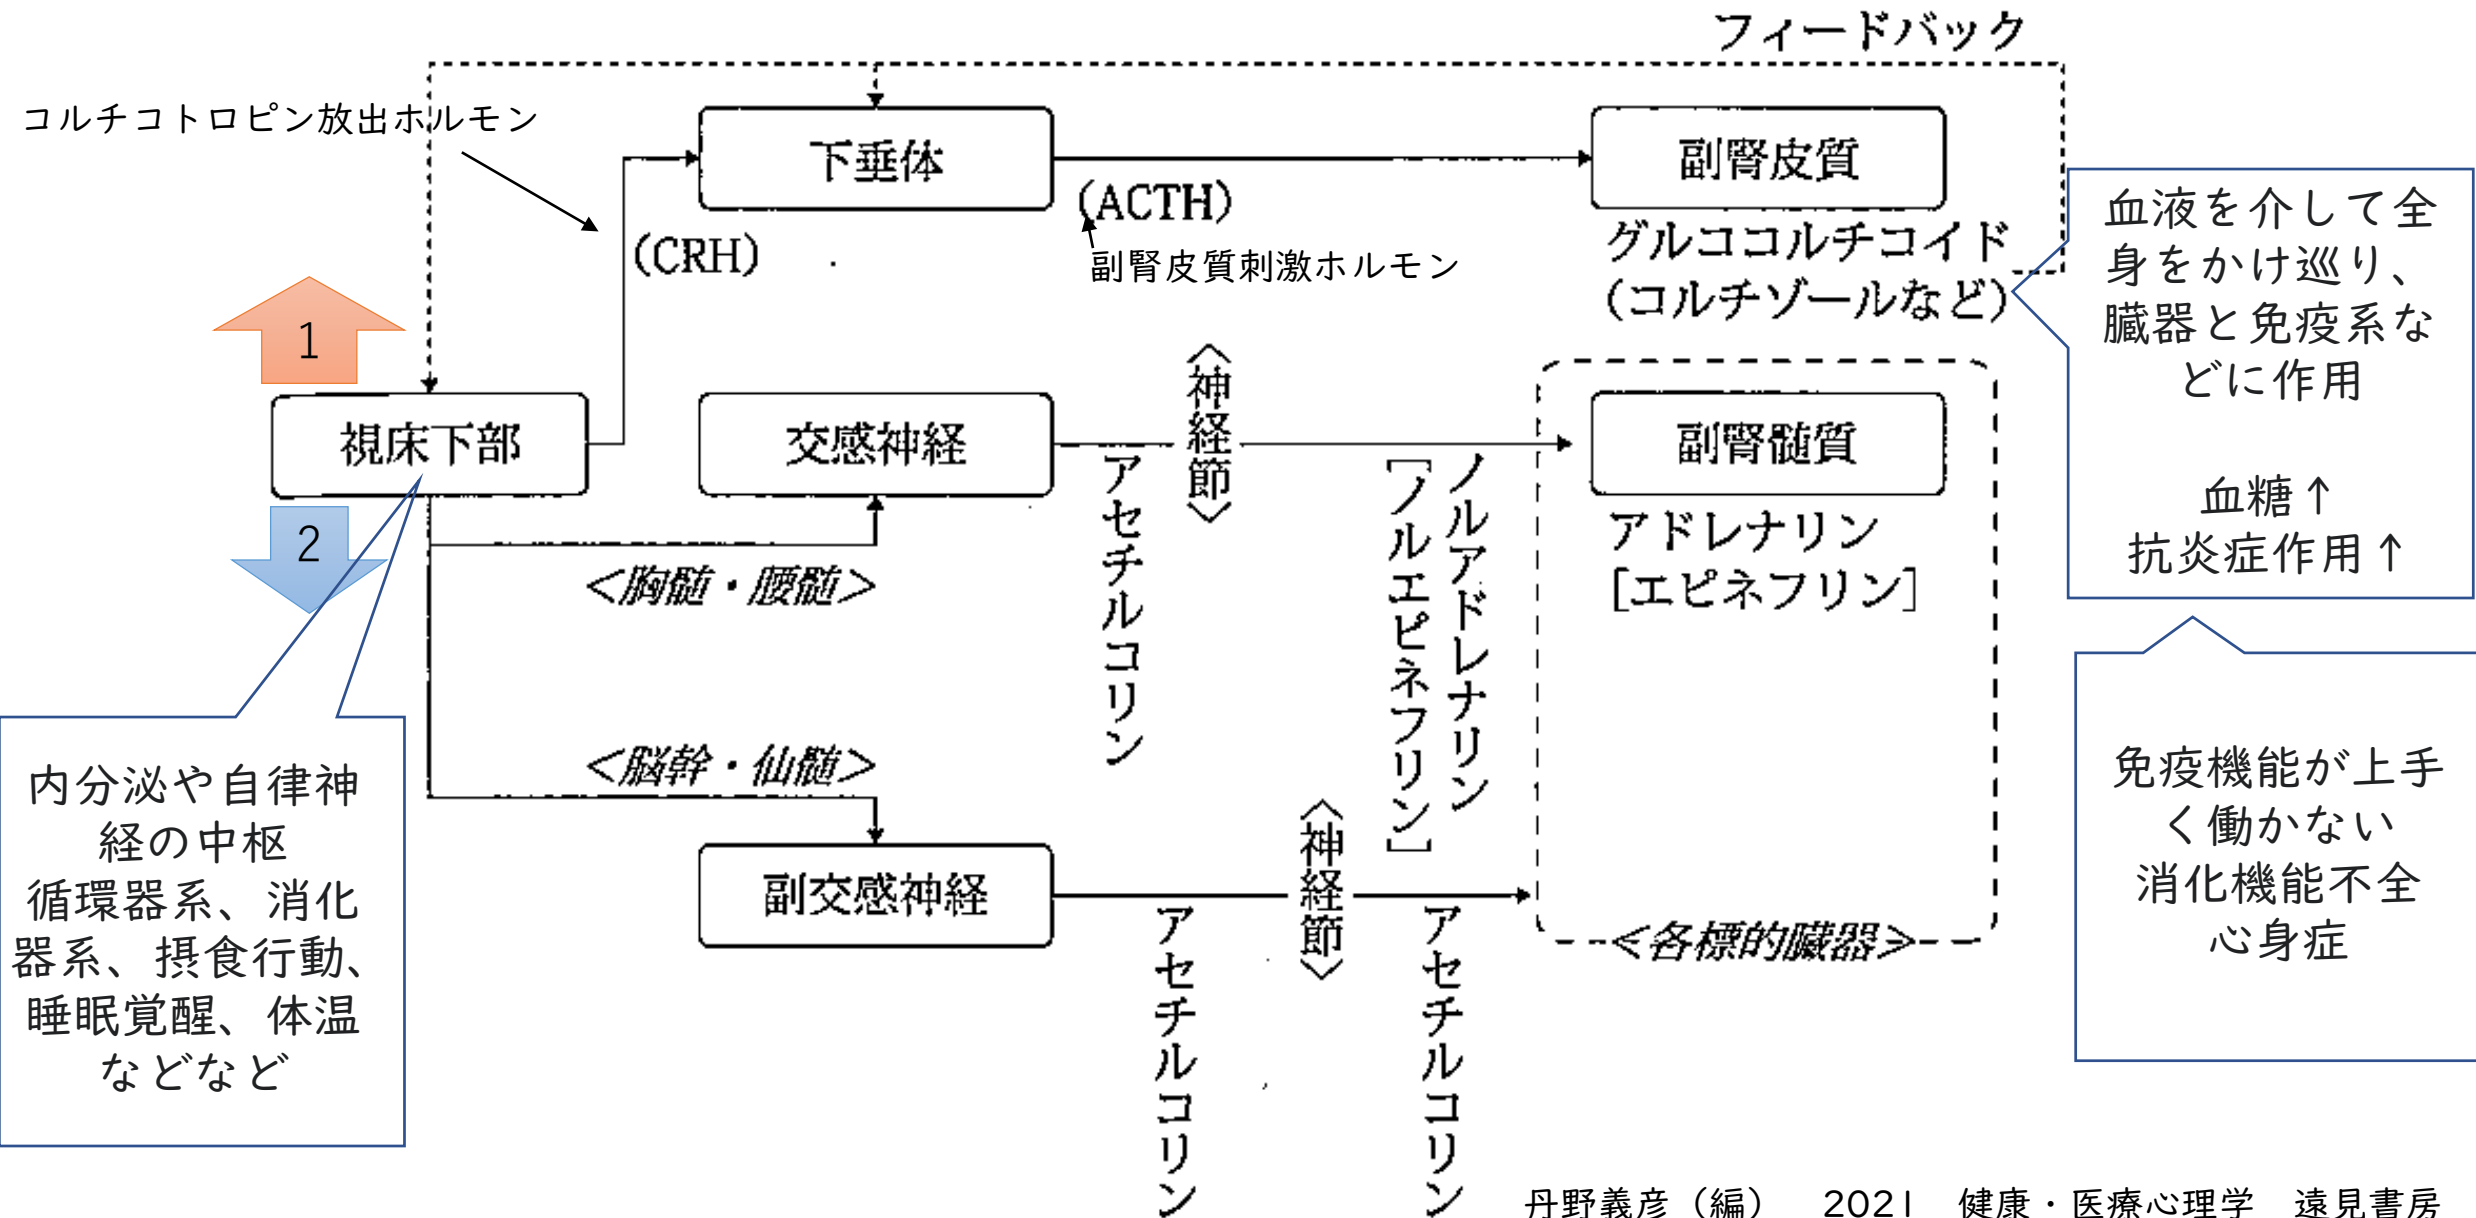 フィードバック
コルチコトロピン放出ホルモン
下垂体
副腎皮質
(ACTH)
(CRH)
副腎皮質刺激ホルモン
グルココルチコイド
(コルチゾールなど)
血液を介して全
身をかけ巡り、
臓器と免疫系な
どに作用
血糖↑
抗炎症作用↑
1
視床下部
交感神経
〈神経節〉
副腎髄質
アセチルコリン
ノルアドレナリン
[ノルエピネフリン]
アドレナリン
[エピネフリン]
2
<胸髄・腰髄>
<脳幹・仙髄>
内分泌や自律神
経の中枢
循環器系、消化
器系、摂食行動、
睡眠覚醒、体温
などなど
副交感神経
〈神経節〉
アセチルコリン
アセチルコリン
<各標的臓器>
免疫機能が上手
く働かない
消化機能不全
心身症
丹野義彦（編） 2021 健康・医療心理学 遠見書房